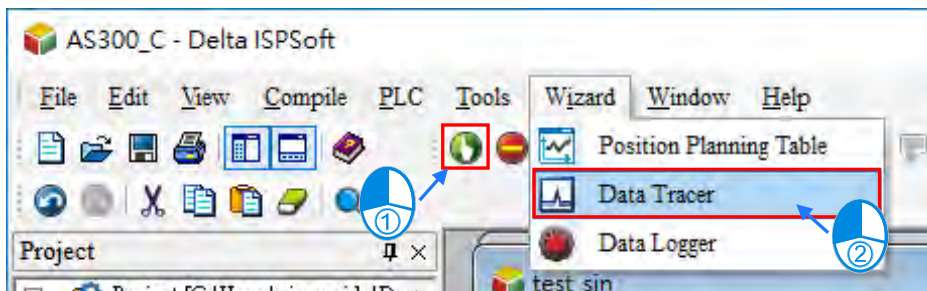 AS300_C - Delta ISPSoft
File Edit View Compile PLC Tools Wizard Window Help
Position Planning Table
Data Tracer
Data Logger
①
②
Project
test sin